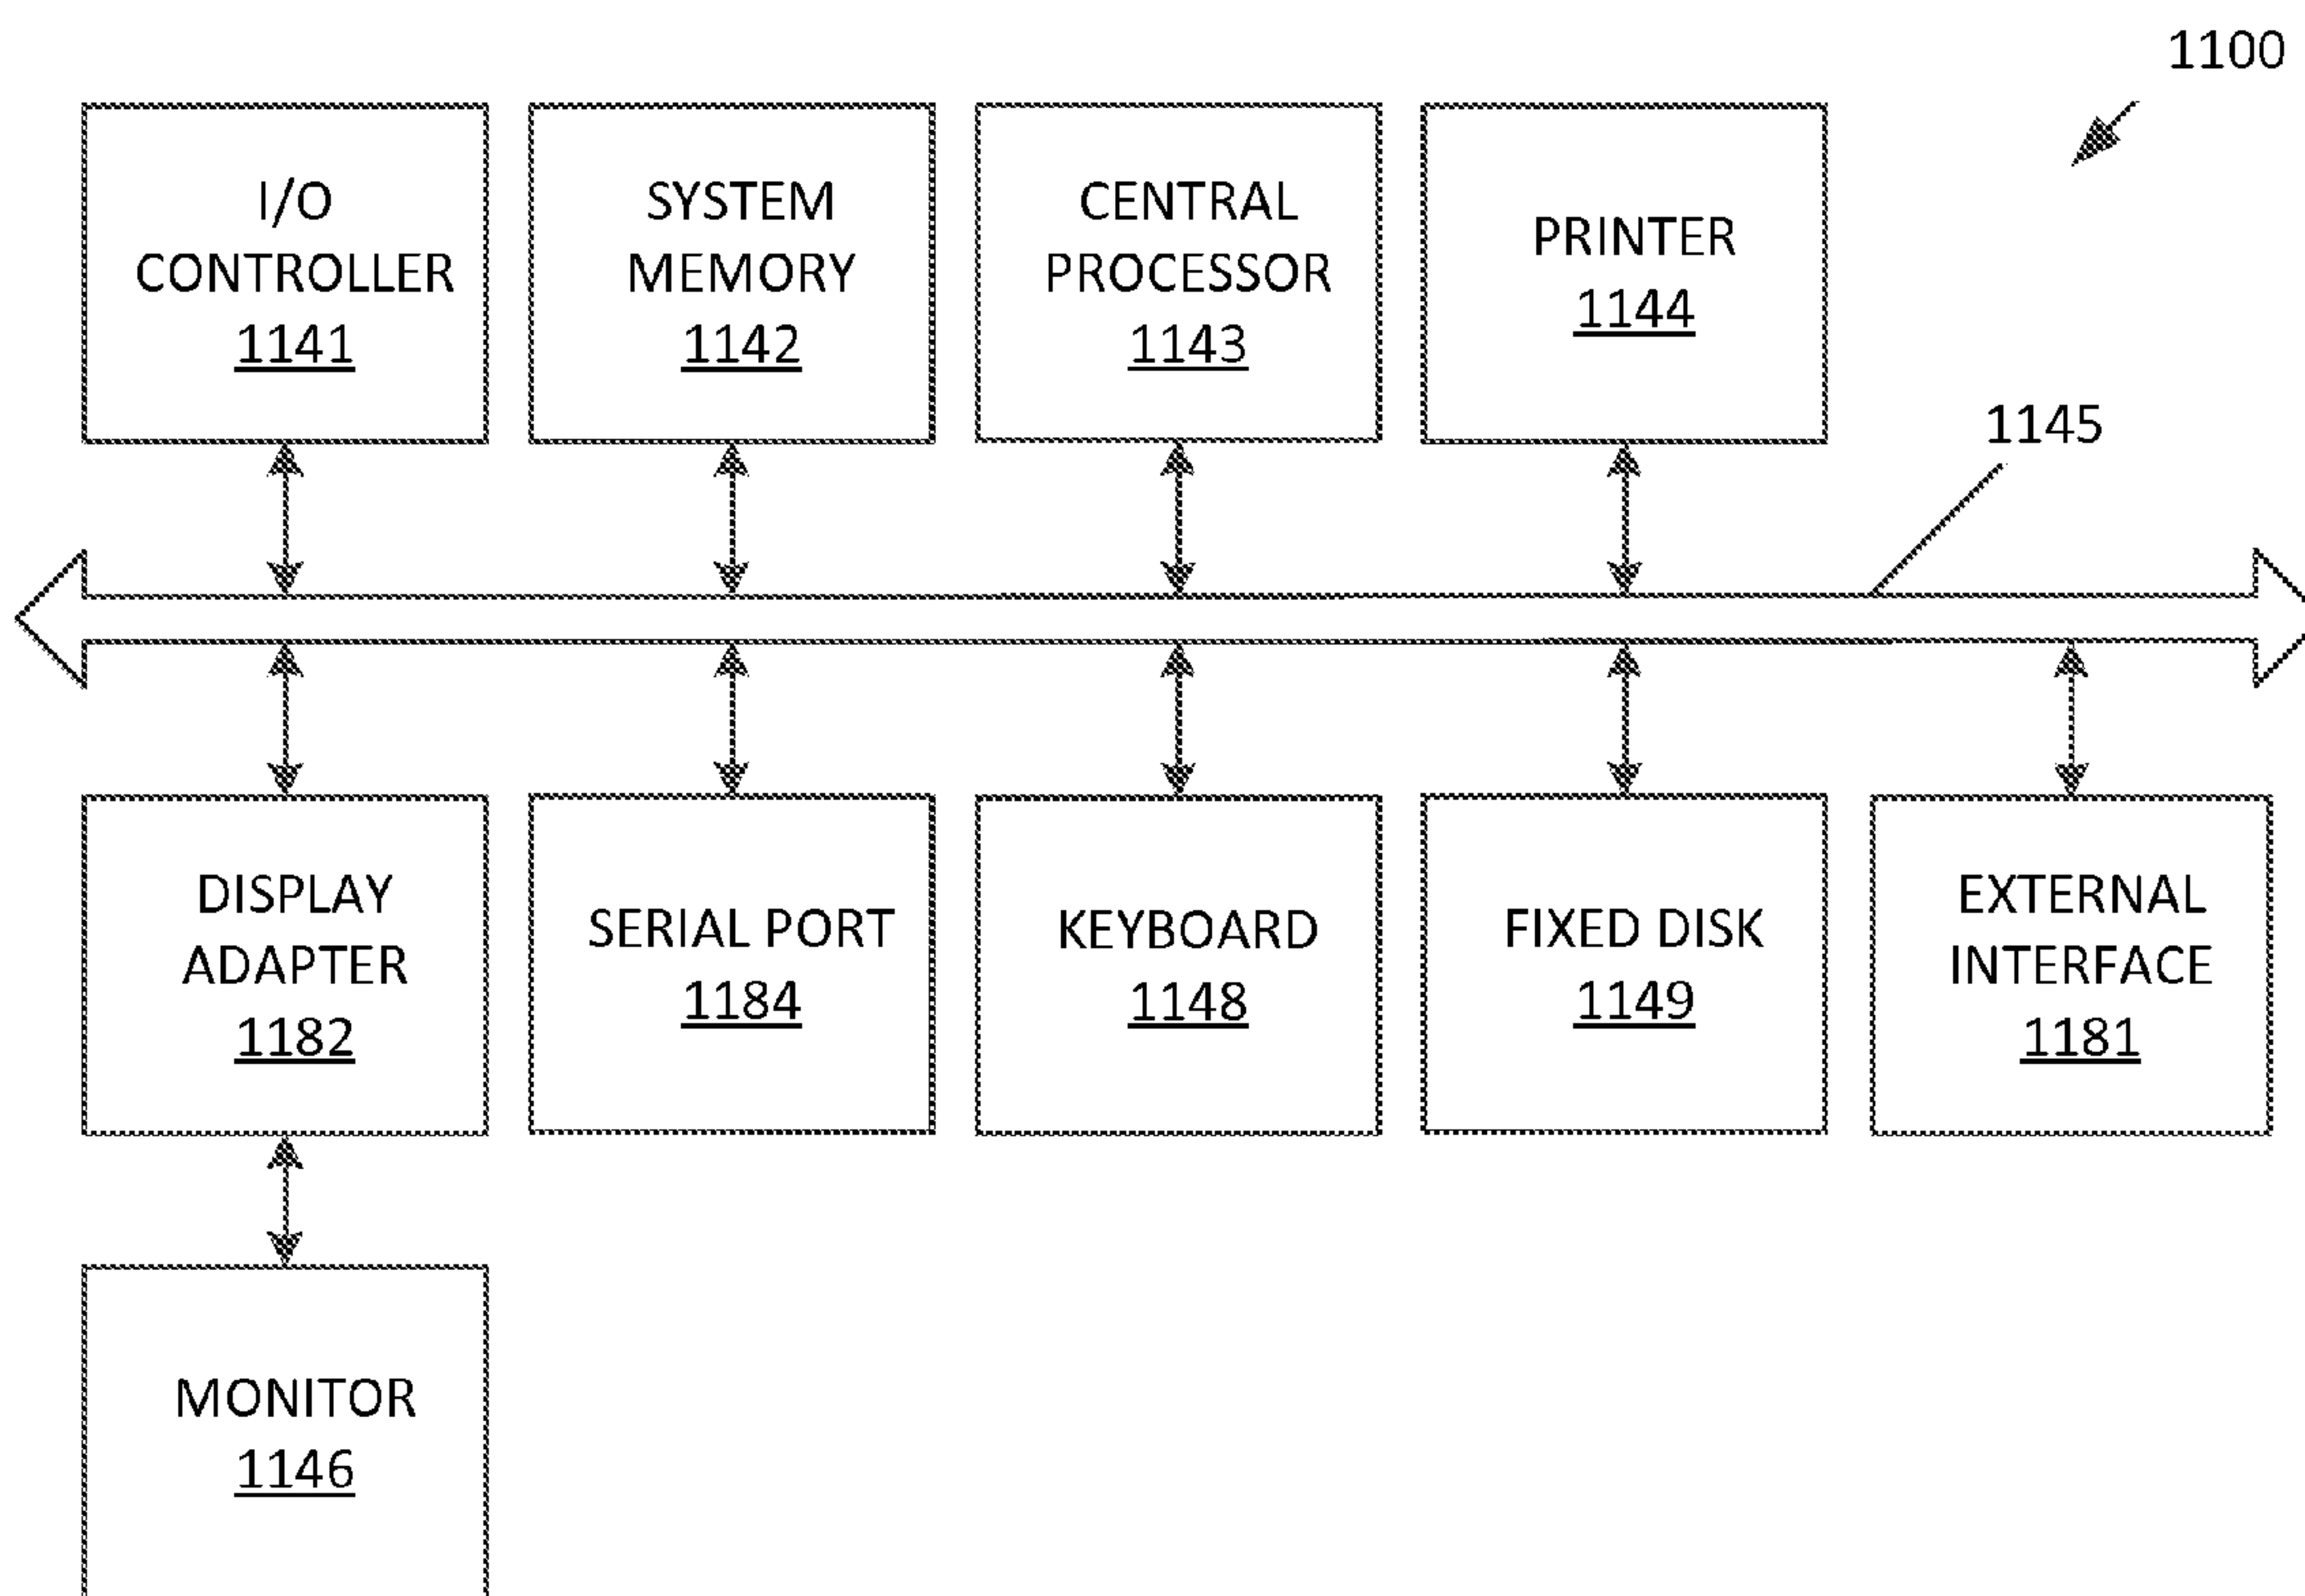 1100
I/O
CONTROLLER
1141
SYSTEM
MEMORY
1142
CENTRAL
PROCESSOR
1143
PRINTER
1144
1145
DISPLAY
ADAPTER
1182
SERIAL PORT
1184
KEYBOARD
1148
FIXED DISK
1149
EXTERNAL
INTERFACE
1181
MONITOR
1146